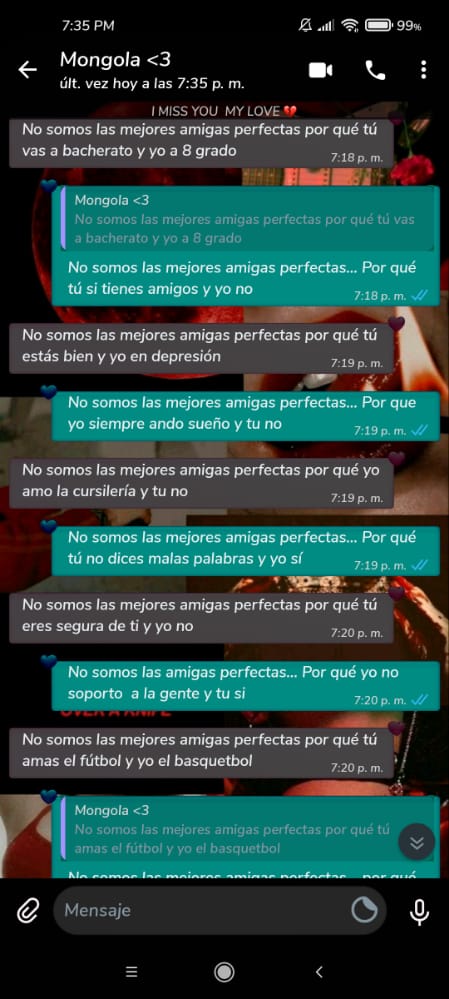 7:35 PM
99%
Mongola <3
últ. vez hoy a las 7:35 p. m.
I MISS YOU MY LOVE 💔
No somos las mejores amigas perfectas por qué tú
vas a bacherato y yo a 8 grado
7:18 p. m.
Mongola <3
No somos las mejores amigas perfectas por qué tú vas
a bacherato y yo a 8 grado
No somos las mejores amigas perfectas... Por qué
tú si tienes amigos y yo no
7:18 p. m.
No somos las mejores amigas perfectas por qué tú
estás bien y yo en depresión
7:19 p. m.
No somos las mejores amigas perfectas... Por que
yo siempre ando sueño y tu no
7:19 p. m.
No somos las mejores amigas perfectas por qué yo
amo la cursilería y tu no
7:19 p. m.
No somos las mejores amigas perfectas... Por qué
tú no dices malas palabras y yo sí
7:19 p. m.
No somos las mejores amigas perfectas por qué tú
eres segura de ti y yo no
7:20 p. m.
No somos las amigas perfectas... Por qué yo no
soporto a la gente y tu si
7:20 p. m.
OVER A KNIFE
No somos las mejores amigas perfectas por qué tú
amas el fútbol y yo el basquetbol
7:20 p. m.
Mongola <3
No somos las mejores amigas perfectas por qué tú
amas el fútbol y yo el basquetbol
No somos las mejores amigas perfectas... por qué
Mensaje